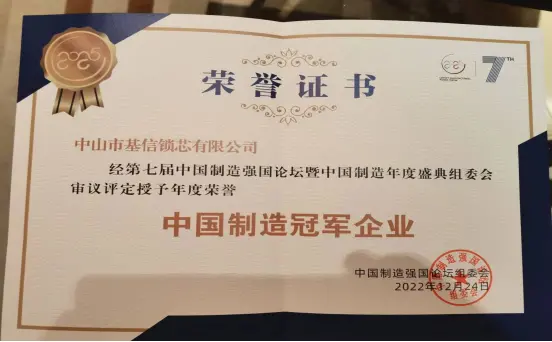 2025
7TH
荣誉证书
中山市基信锁芯有限公司
经第七届中国制造强国论坛暨中国制造年度盛典组委会
审议评定授予年度荣誉
中国制造冠军企业
中国制造强国论坛组委会
2022年12月24日